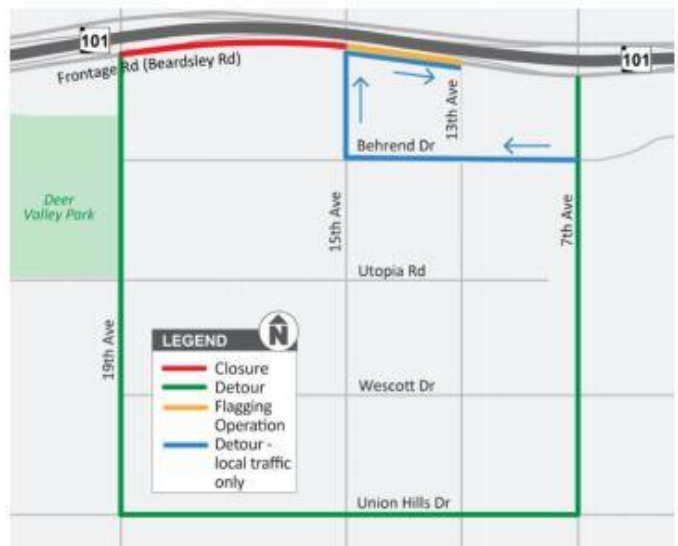 101
101
Frontage Rd (Beardsley Rd)
13th Ave
Behrend Dr
Deer
Valley Park
15th Ave
7th Ave
Utopia Rd
19th Ave
N
LEGEND
Closure
Detour
Flagging
Operation
Detour -
local traffic
only
Wescott Dr
Union Hills Dr